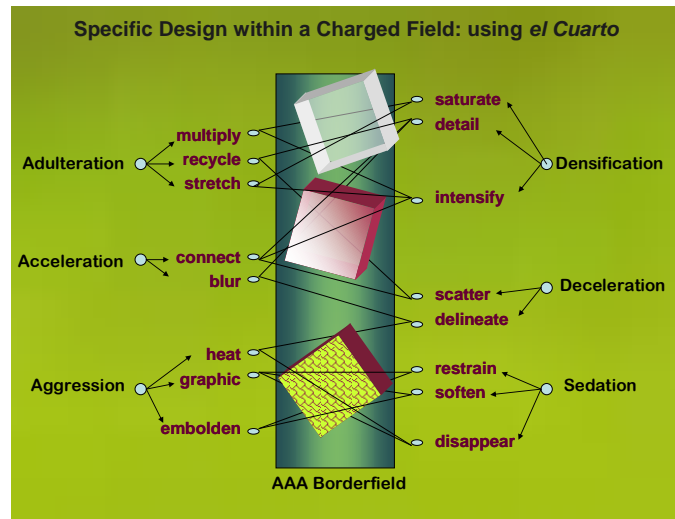 Specific Design within a Charged Field: using el Cuarto
saturate
detail
multiply
recycle
Adulteration
Densification
stretch
intensify
connect
Acceleration
blur
Deceleration
scatter
delineate
heat
restrain
graphic
Aggression
Sedation
soften
embolden
disappear
AAA Borderfield